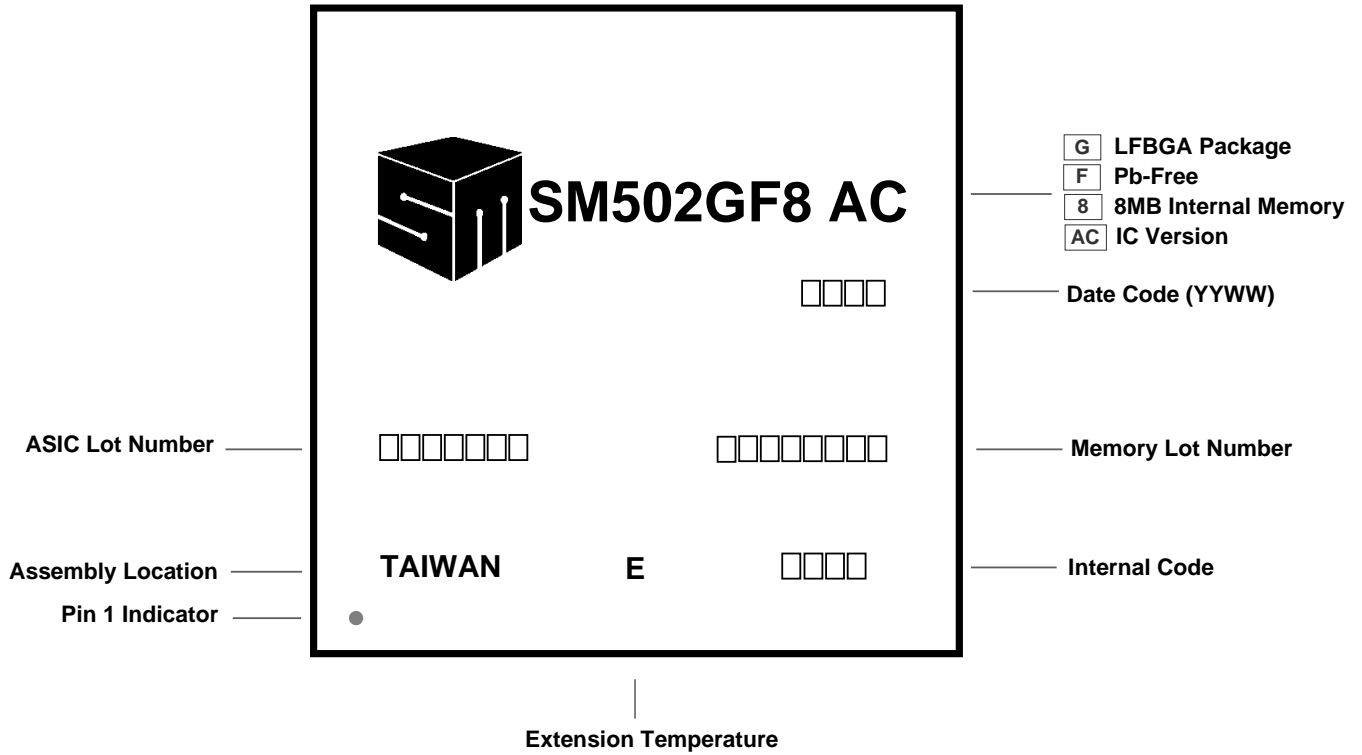 SM502GF8 AC
G LFBGA Package
F Pb-Free
8 8MB Internal Memory
AC IC Version
Date Code (YYWW)
ASIC Lot Number
Memory Lot Number
Assembly Location
TAIWAN
E
Internal Code
Pin 1 Indicator
Extension Temperature